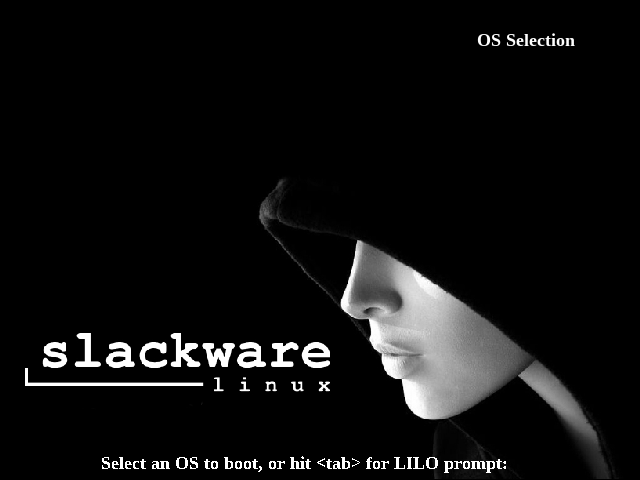 OS Selection
slackware
linux
Select an OS to boot, or hit <tab> for LILO prompt: